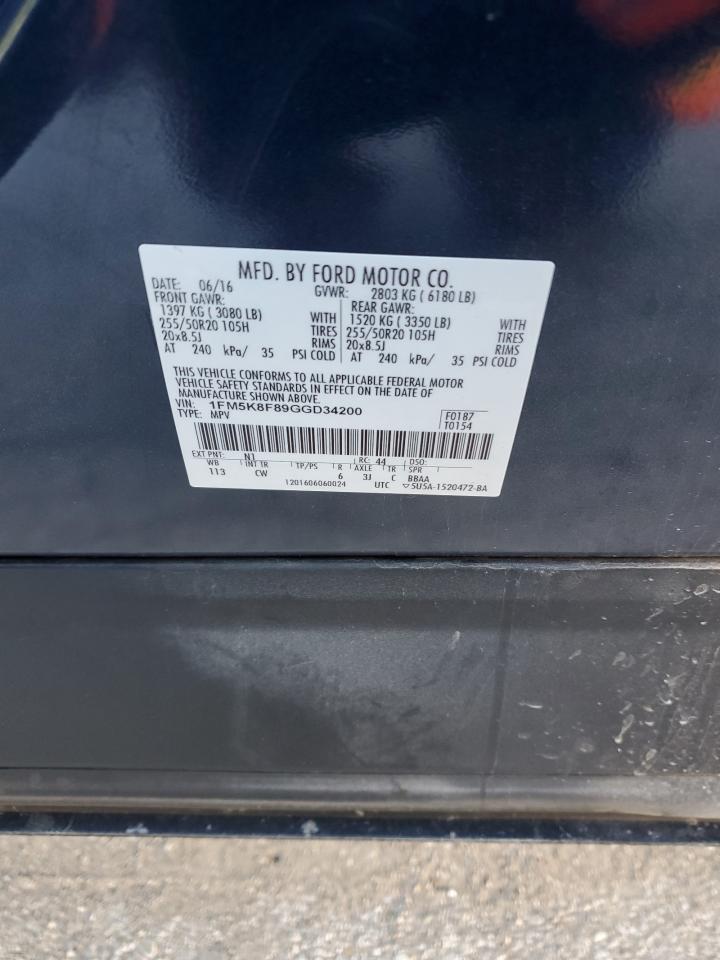 MFD. BY FORD MOTOR CO.
DATE: 06/16 GVWR: 2803 KG ( 6180 LB)
FRONT GAWR: REAR GAWR:
1397 KG ( 3080 LB) WITH 1520 KG ( 3350 LB) WITH
255/50R20 105H TIRES 255/50R20 105H TIRES
20x8.5J RIMS 20x8.5J RIMS
AT 240 kPa/ 35 PSI COLD AT 240 kPa/ 35 PSI COLD
THIS VEHICLE CONFORMS TO ALL APPLICABLE FEDERAL MOTOR
VEHICLE SAFETY STANDARDS IN EFFECT ON THE DATE OF
MANUFACTURE SHOWN ABOVE.
VIN: 1FM5K8F89GGD34200 F0187
TYPE: MPV T0154
EXT PNT: N1 RC: 44 DSO:
WB INT TR TP/PS R AXLE TR SPR
113 CW 6 3J C BBAA
1201606060024 UTC ▽5U5A-1520472-BA